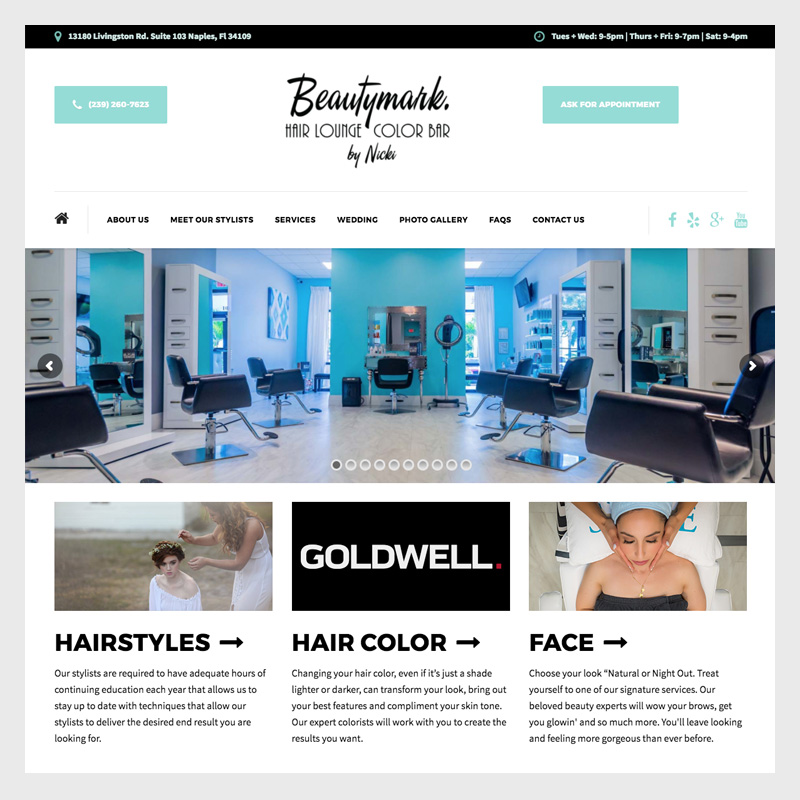 13180 Livingston Rd. Suite 103 Naples, Fl 34109
Tues + Wed: 9-5pm | Thurs + Fri: 9-7pm | Sat: 9-4pm
(239) 260-7623
Beautymark.
HAIR LOUNGE COLOR BAR
by Nicki
ASK FOR APPOINTMENT
ABOUT US MEET OUR STYLISTS SERVICES WEDDING PHOTO GALLERY FAQS CONTACT US
You
Tube
GOLDWELL.
HAIRSTYLES
Our stylists are required to have adequate hours of
continuing education each year that allows us to
stay up to date with techniques that allow our
stylists to deliver the desired end result you are
looking for.
HAIR COLOR
Changing your hair color, even if it's just a shade
lighter or darker, can transform your look, bring out
your best features and compliment your skin tone.
Our expert colorists will work with you to create the
results you want.
FACE
Choose your look “Natural or Night Out. Treat
yourself to one of our signature services. Our
beloved beauty experts will wow your brows, get
you glowin' and so much more. You'll leave looking
and feeling more gorgeous than ever before.